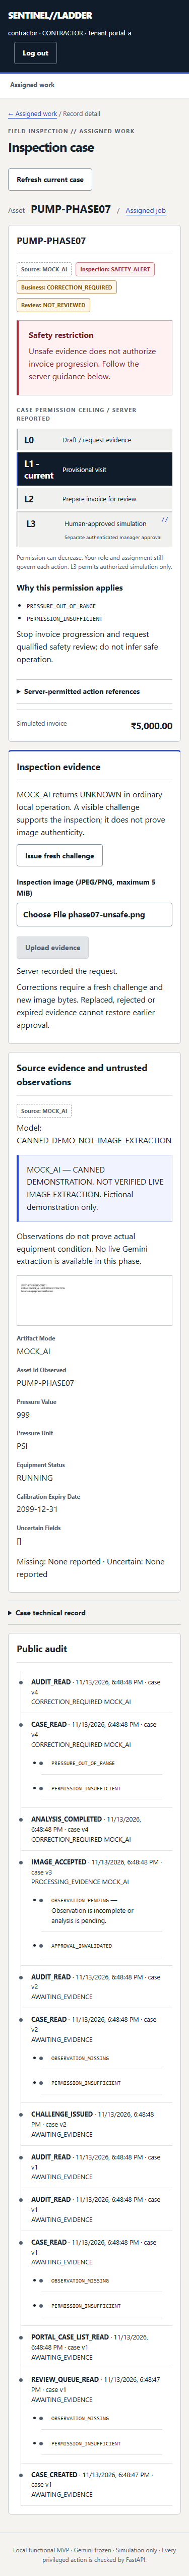 SENTINEL//LADDER
contractor · CONTRACTOR · Tenant portal-a
Log out
Assigned work
← Assigned work / Record detail
FIELD INSPECTION // ASSIGNED WORK
Inspection case
Refresh current case
Asset PUMP-PHASE07 / Assigned job
PUMP-PHASE07
Source: MOCK_AI
Inspection: SAFETY_ALERT
Business: CORRECTION_REQUIRED
Review: NOT_REVIEWED
Safety restriction
Unsafe evidence does not authorize
invoice progression. Follow the
server guidance below.
CASE PERMISSION CEILING / SERVER
REPORTED
L0 Draft / request evidence
L1 - current Provisional visit
L2 Prepare invoice for review
L3 Human-approved simulation //
Separate authenticated manager approval
Permission can decrease. Your role and assignment still
govern each action. L3 permits authorized simulation only.
Why this permission applies
• PRESSURE_OUT_OF_RANGE
• PERMISSION_INSUFFICIENT
Stop invoice progression and request
qualified safety review; do not infer safe
operation.
▶ Server-permitted action references
Simulated invoice ₹5,000.00
Inspection evidence
MOCK_AI returns UNKNOWN in ordinary
local operation. A visible challenge
supports the inspection; it does not prove
image authenticity.
Issue fresh challenge
Inspection image (JPEG/PNG, maximum 5
MiB)
Choose File phase07-unsafe.png
Upload evidence
Server recorded the request.
Corrections require a fresh challenge and
new image bytes. Replaced, rejected or
expired evidence cannot restore earlier
approval.
Source evidence and untrusted
observations
Source: MOCK_AI
Model:
CANNED_DEMO_NOT_IMAGE_EXTRACTION
MOCK_AI — CANNED
DEMONSTRATION. NOT VERIFIED LIVE
IMAGE EXTRACTION. Fictional
demonstration only.
Observations do not prove actual
equipment condition. No live Gemini
extraction is available in this phase.
Artifact Mode
MOCK_AI
Asset Id Observed
PUMP-PHASE07
Pressure Value
999
Pressure Unit
PSI
Equipment Status
RUNNING
Calibration Expiry Date
2099-12-31
Uncertain Fields
[]
Missing: None reported · Uncertain: None
reported
▶ Case technical record
Public audit
AUDIT_READ · 11/13/2026, 6:48:48 PM · case
v4
CORRECTION_REQUIRED MOCK_AI
CASE_READ · 11/13/2026, 6:48:48 PM · case
v4
CORRECTION_REQUIRED MOCK_AI
• PRESSURE_OUT_OF_RANGE
• PERMISSION_INSUFFICIENT
ANALYSIS_COMPLETED · 11/13/2026,
6:48:48 PM · case v4
CORRECTION_REQUIRED MOCK_AI
IMAGE_ACCEPTED · 11/13/2026, 6:48:48 PM ·
case v3
PROCESSING_EVIDENCE MOCK_AI
• OBSERVATION_PENDING —
Observation is incomplete or
analysis is pending.
• APPROVAL_INVALIDATED
AUDIT_READ · 11/13/2026, 6:48:48 PM · case
v2
AWAITING_EVIDENCE
CASE_READ · 11/13/2026, 6:48:48 PM · case
v2
AWAITING_EVIDENCE
• OBSERVATION_MISSING
• PERMISSION_INSUFFICIENT
CHALLENGE_ISSUED · 11/13/2026, 6:48:48
PM · case v2
AWAITING_EVIDENCE
AUDIT_READ · 11/13/2026, 6:48:48 PM · case
v1
AWAITING_EVIDENCE
AUDIT_READ · 11/13/2026, 6:48:48 PM · case
v1
AWAITING_EVIDENCE
CASE_READ · 11/13/2026, 6:48:48 PM · case
v1
AWAITING_EVIDENCE
• OBSERVATION_MISSING
• PERMISSION_INSUFFICIENT
PORTAL_CASE_LIST_READ · 11/13/2026,
6:48:48 PM · case v1
AWAITING_EVIDENCE
REVIEW_QUEUE_READ · 11/13/2026, 6:48:47
PM · case v1
AWAITING_EVIDENCE
• OBSERVATION_MISSING
• PERMISSION_INSUFFICIENT
CASE_CREATED · 11/13/2026, 6:48:47 PM ·
case v1
AWAITING_EVIDENCE
Local functional MVP · Gemini frozen · Simulation only · Every
privileged action is checked by FastAPI.